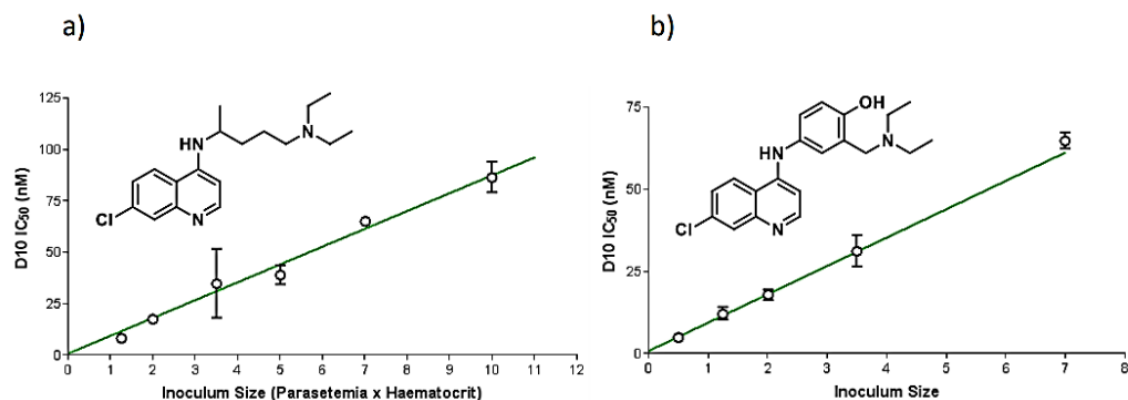 a)
b)
D10 IC50 (nM)
125
100
75
50
25
0
HN
N
Cl
N
0 1 2 3 4 5 6 7 8 9 10 11 12
Inoculum Size (Parasetemia x Haematocrit)
D10 IC50 (nM)
75
50
25
0
OH
HN
N
Cl
N
0 1 2 3 4 5 6 7 8
Inoculum Size